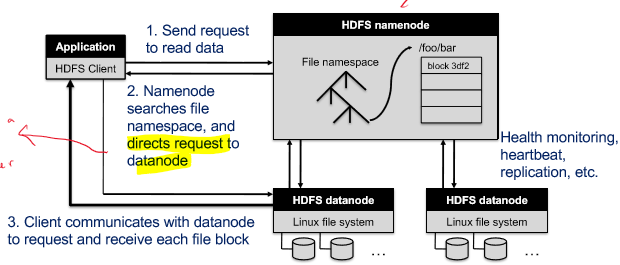 HDFS namenode
1. Send request
to read data
/foo/bar
Application
HDFS Client
File namespace
block 3df2
2. Namenode
searches file
namespace, and
directs request to
datanode
Health monitoring,
heartbeat,
replication, etc.
HDFS datanode
Linux file system
...
HDFS datanode
Linux file system
...
3. Client communicates with datanode
to request and receive each file block
a
er